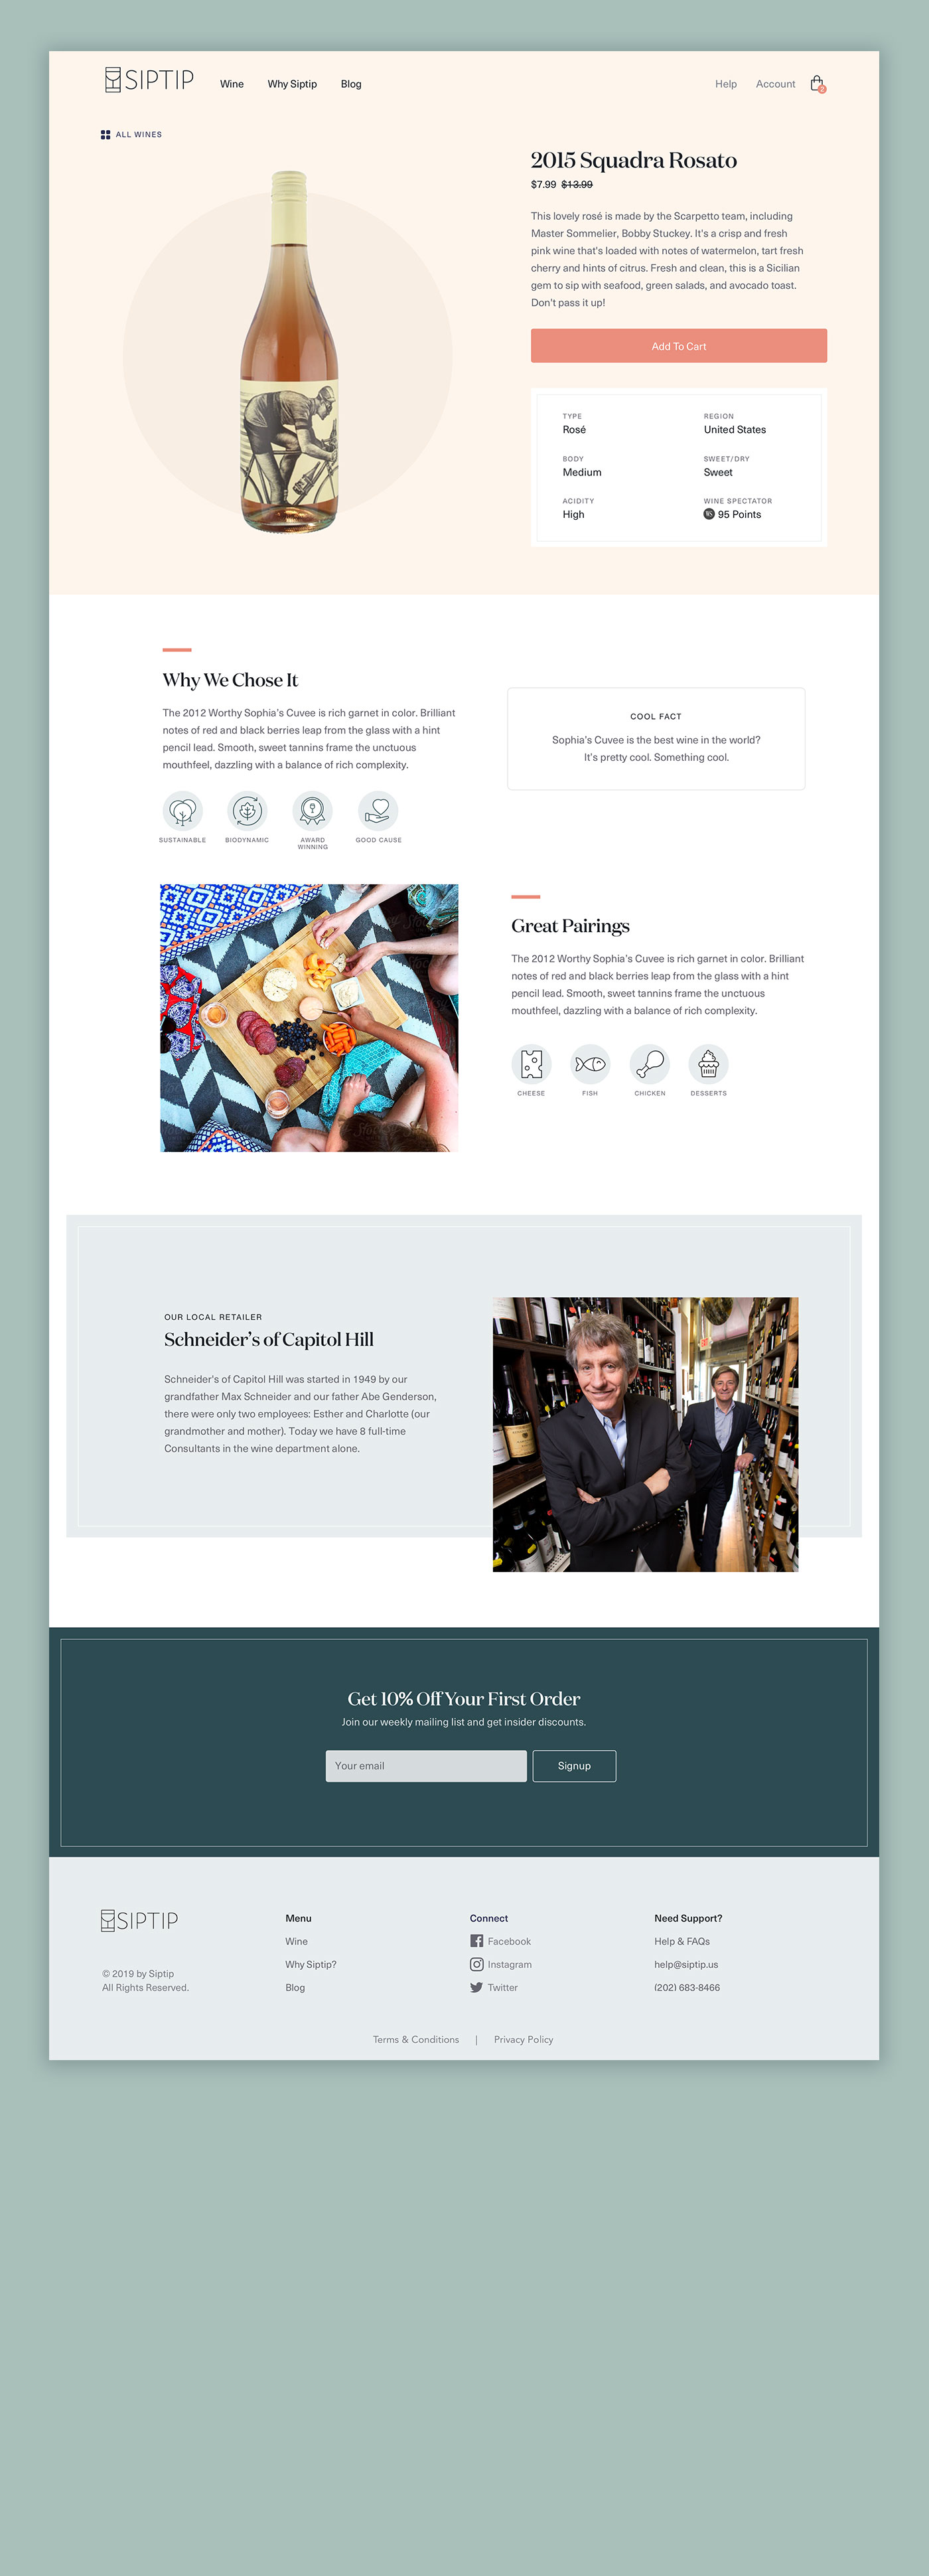 SIPTIP
Wine
Why Siptip
Blog
Help
Account
2
ALL WINES
2015 Squadra Rosato
$7.99 $13.99
This lovely rosé is made by the Scarpetto team, including
Master Sommelier, Bobby Stuckey. It's a crisp and fresh
pink wine that's loaded with notes of watermelon, tart fresh
cherry and hints of citrus. Fresh and clean, this is a Sicilian
gem to sip with seafood, green salads, and avocado toast.
Don't pass it up!
Add To Cart
TYPE
Rosé
REGION
United States
BODY
Medium
SWEET/DRY
Sweet
ACIDITY
High
WINE SPECTATOR
WS 95 Points
Why We Chose It
The 2012 Worthy Sophia's Cuvee is rich garnet in color. Brilliant
notes of red and black berries leap from the glass with a hint
pencil lead. Smooth, sweet tannins frame the unctuous
mouthfeel, dazzling with a balance of rich complexity.
SUSTAINABLE
BIODYNAMIC
AWARD
WINNING
GOOD CAUSE
COOL FACT
Sophia's Cuvee is the best wine in the world?
It's pretty cool. Something cool.
Great Pairings
The 2012 Worthy Sophia's Cuvee is rich garnet in color. Brilliant
notes of red and black berries leap from the glass with a hint
pencil lead. Smooth, sweet tannins frame the unctuous
mouthfeel, dazzling with a balance of rich complexity.
CHEESE
FISH
CHICKEN
DESSERTS
OUR LOCAL RETAILER
Schneider's of Capitol Hill
Schneider's of Capitol Hill was started in 1949 by our
grandfather Max Schneider and our father Abe Genderson,
there were only two employees: Esther and Charlotte (our
grandmother and mother). Today we have 8 full-time
Consultants in the wine department alone.
Get 10% Off Your First Order
Join our weekly mailing list and get insider discounts.
Your email
Signup
SIPTIP
© 2019 by Siptip
All Rights Reserved.
Menu
Wine
Why Siptip?
Blog
Connect
Facebook
Instagram
Twitter
Need Support?
Help & FAQs
help@siptip.us
(202) 683-8466
Terms & Conditions | Privacy Policy